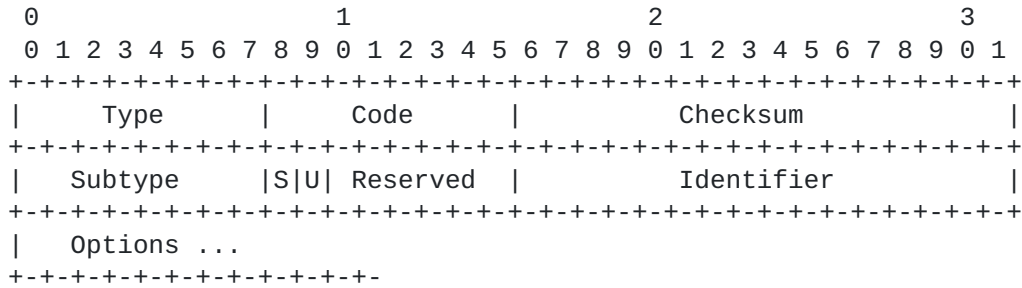 0                   1                   2                   3
 0 1 2 3 4 5 6 7 8 9 0 1 2 3 4 5 6 7 8 9 0 1 2 3 4 5 6 7 8 9 0 1
+-+-+-+-+-+-+-+-+-+-+-+-+-+-+-+-+-+-+-+-+-+-+-+-+-+-+-+-+-+-+-+-+
|     Type      |     Code      |          Checksum             |
+-+-+-+-+-+-+-+-+-+-+-+-+-+-+-+-+-+-+-+-+-+-+-+-+-+-+-+-+-+-+-+-+
|   Subtype     |S|U| Reserved  |          Identifier           |
+-+-+-+-+-+-+-+-+-+-+-+-+-+-+-+-+-+-+-+-+-+-+-+-+-+-+-+-+-+-+-+-+
|   Options ...
+-+-+-+-+-+-+-+-+-+-+-+-